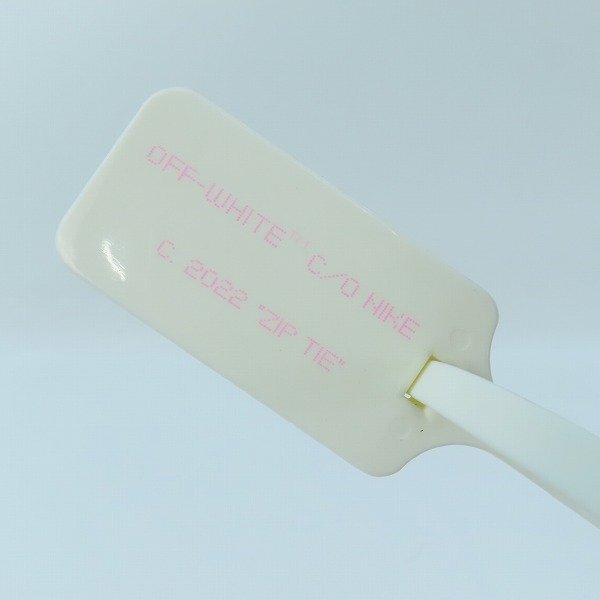 OFF-WHITE™ C/O NIKE
C. 2022 "ZIP TIE"